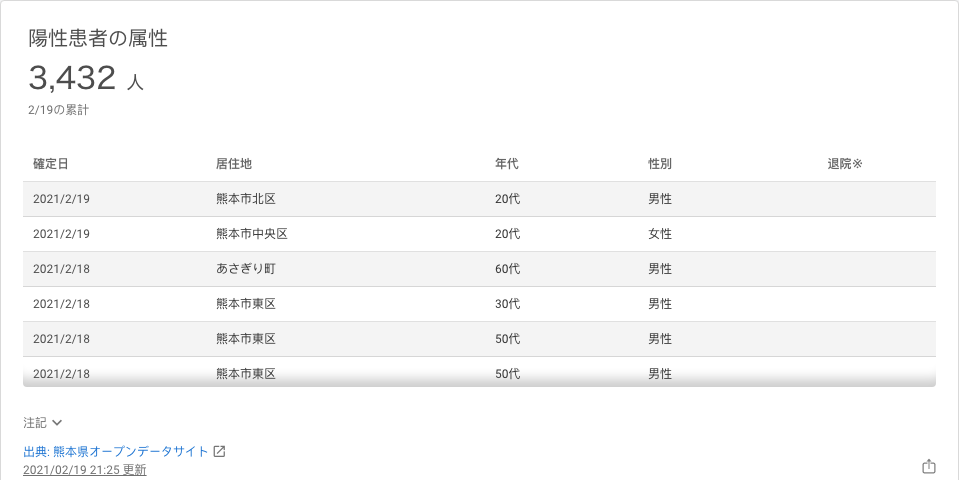 陽性患者の属性
3,432 人
2/19の累計
確定日 居住地 年代 性別 退院※
2021/2/19 熊本市北区 20代 男性
2021/2/19 熊本市中央区 20代 女性
2021/2/18 あさぎり町 60代 男性
2021/2/18 熊本市東区 30代 男性
2021/2/18 熊本市東区 50代 男性
2021/2/18 熊本市東区 50代 男性
注記
出典: 熊本県オープンデータサイト
2021/02/19 21:25 更新